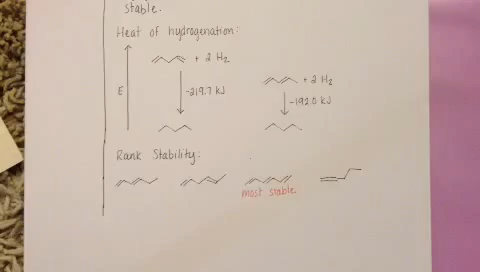 stable.
Heat of hydrogenation:
+ 2 H₂
+ 2 H₂
E
-219.7 kJ
-192.0 kJ
Rank Stability:
most stable